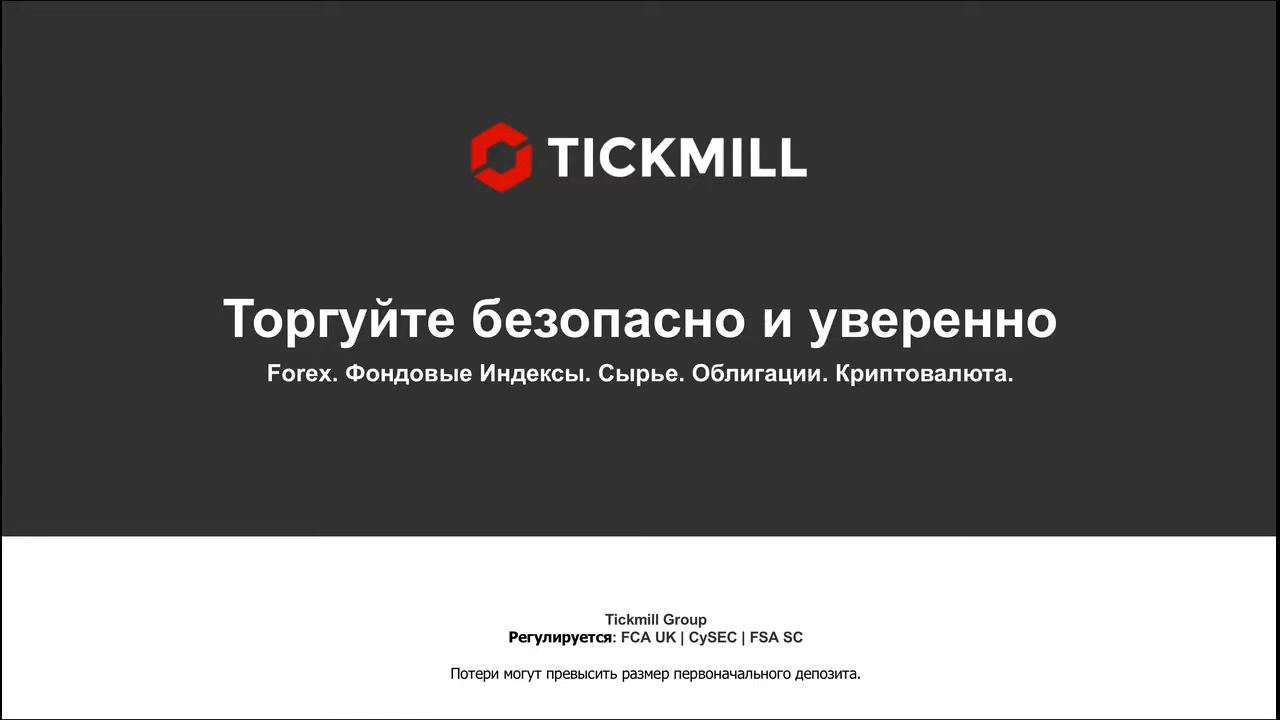 TICKMILL
Торгуйте безопасно и уверенно
Forex. Фондовые Индексы. Сырье. Облигации. Криптовалюта.
Tickmill Group
Регулируется: FCA UK | CySEC | FSA SC
Потери могут превысить размер первоначального депозита.